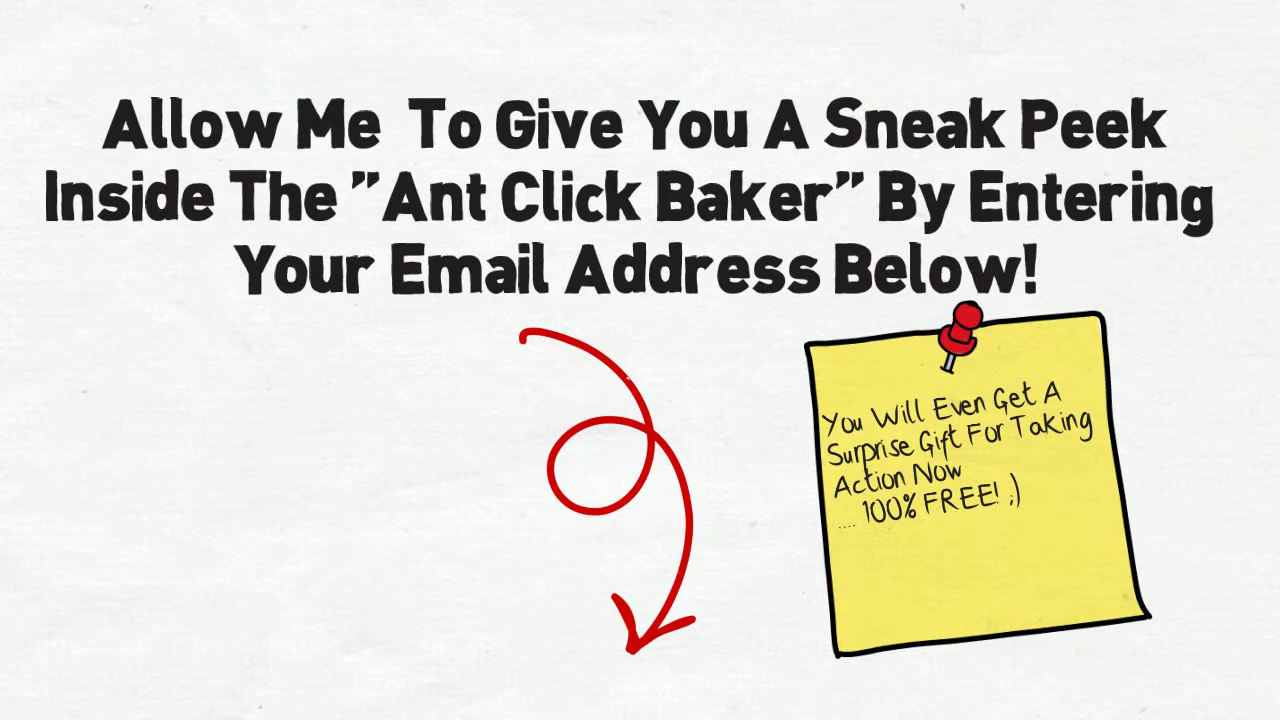 Allow Me To Give You A Sneak Peek
Inside The "Ant Click Baker" By Entering
Your Email Address Below!
You Will Even Get A
Surprise Gift For Taking
Action Now
.... 100% FREE! ;)